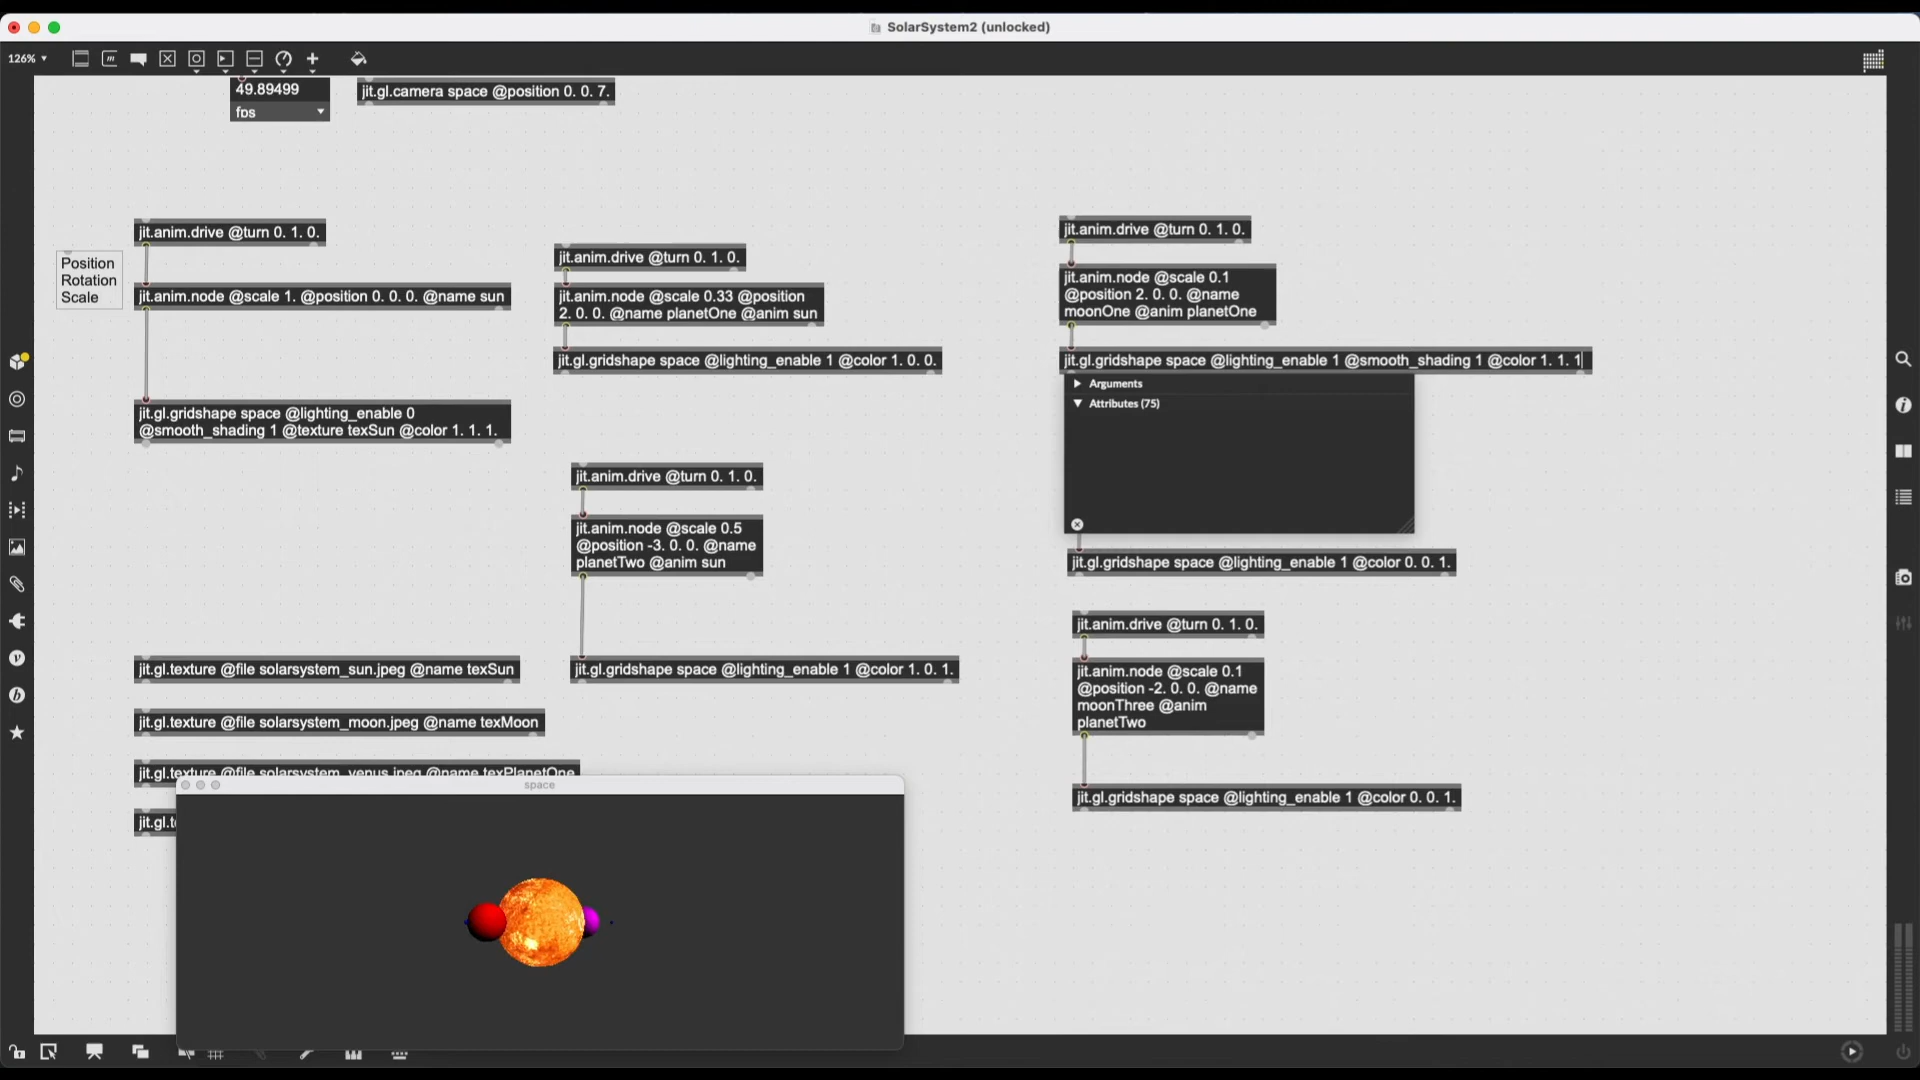 SolarSystem2 (unlocked)
126%
49.89499
fps
jit.gl.camera space @position 0. 0. 7.
jit.anim.drive @turn 0. 1. 0.
Position
Rotation
Scale
jit.anim.node @scale 1. @position 0. 0. 0. @name sun
jit.gl.gridshape space @lighting_enable 0
@smooth_shading 1 @texture texSun @color 1. 1. 1.
jit.anim.drive @turn 0. 1. 0.
jit.anim.node @scale 0.33 @position
2. 0. 0. @name planetOne @anim sun
jit.gl.gridshape space @lighting_enable 1 @color 1. 0. 0.
jit.anim.drive @turn 0. 1. 0.
jit.anim.node @scale 0.5
@position -3. 0. 0. @name
planetTwo @anim sun
jit.gl.gridshape space @lighting_enable 1 @color 1. 0. 1.
jit.anim.drive @turn 0. 1. 0.
jit.anim.node @scale 0.1
@position 2. 0. 0. @name
moonOne @anim planetOne
jit.gl.gridshape space @lighting_enable 1 @smooth_shading 1 @color 1. 1. 1
Arguments
Attributes (75)
jit.gl.gridshape space @lighting_enable 1 @color 0. 0. 1.
jit.anim.drive @turn 0. 1. 0.
jit.anim.node @scale 0.1
@position -2. 0. 0. @name
moonThree @anim
planetTwo
jit.gl.gridshape space @lighting_enable 1 @color 0. 0. 1.
jit.gl.texture @file solarsystem_sun.jpeg @name texSun
jit.gl.texture @file solarsystem_moon.jpeg @name texMoon
jit.gl.texture @file solarsystem_venus.jpeg @name texPlanetOne
jit.gl.t
space